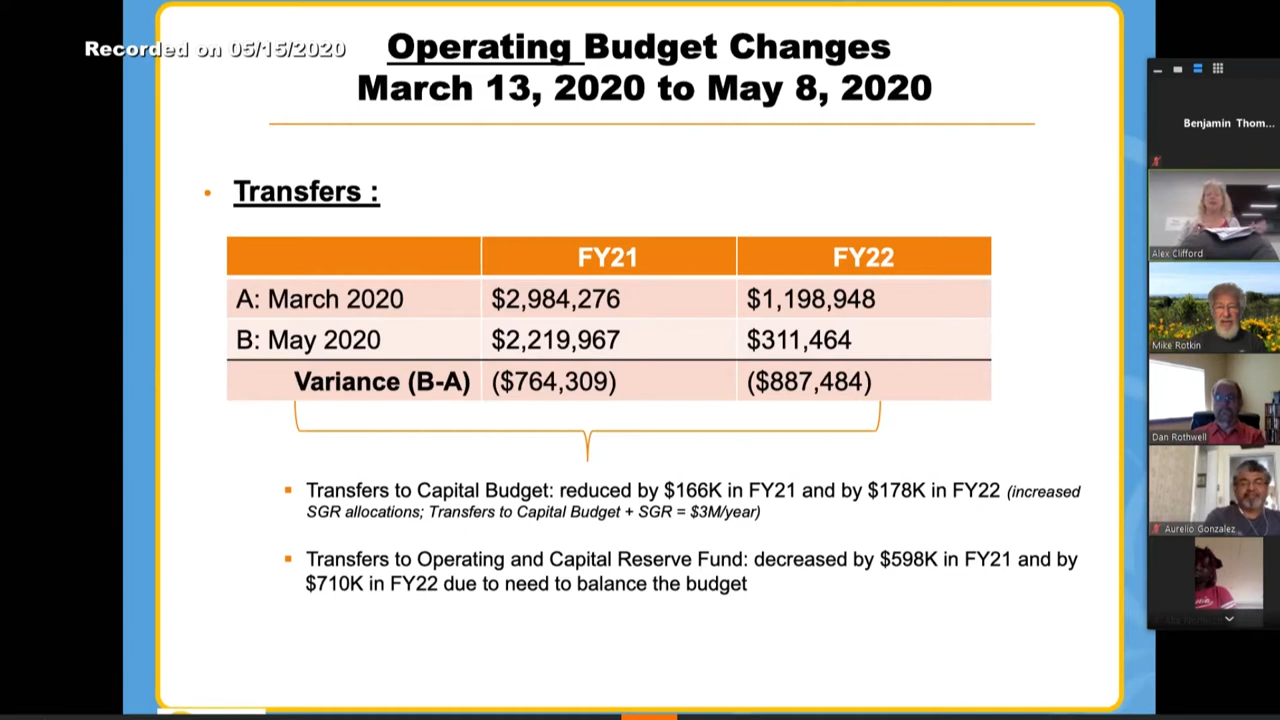 Recorded on 05/15/2020
Operating Budget Changes
March 13, 2020 to May 8, 2020
Benjamin Thom...
• Transfers :
FY21 FY22
A: March 2020 $2,984,276 $1,198,948
B: May 2020 $2,219,967 $311,464
Variance (B-A) ($764,309) ($887,484)
Alex Clifford
Mike Rotkin
Dan Rothwell
Aurelio Gonzalez
▪ Transfers to Capital Budget: reduced by $166K in FY21 and by $178K in FY22 (increased
SGR allocations; Transfers to Capital Budget + SGR = $3M/year)
▪ Transfers to Operating and Capital Reserve Fund: decreased by $598K in FY21 and by
$710K in FY22 due to need to balance the budget